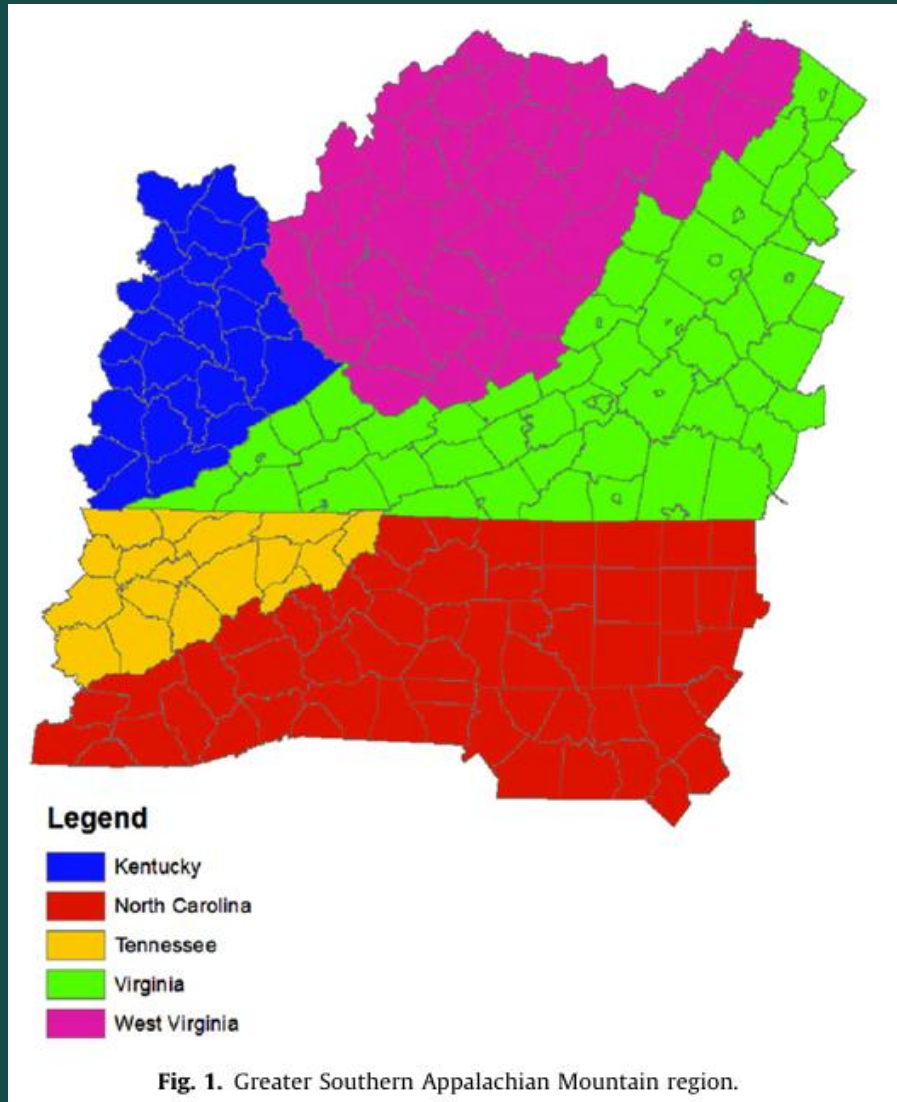 Legend
Kentucky
North Carolina
Tennessee
Virginia
West Virginia
Fig. 1. Greater Southern Appalachian Mountain region.